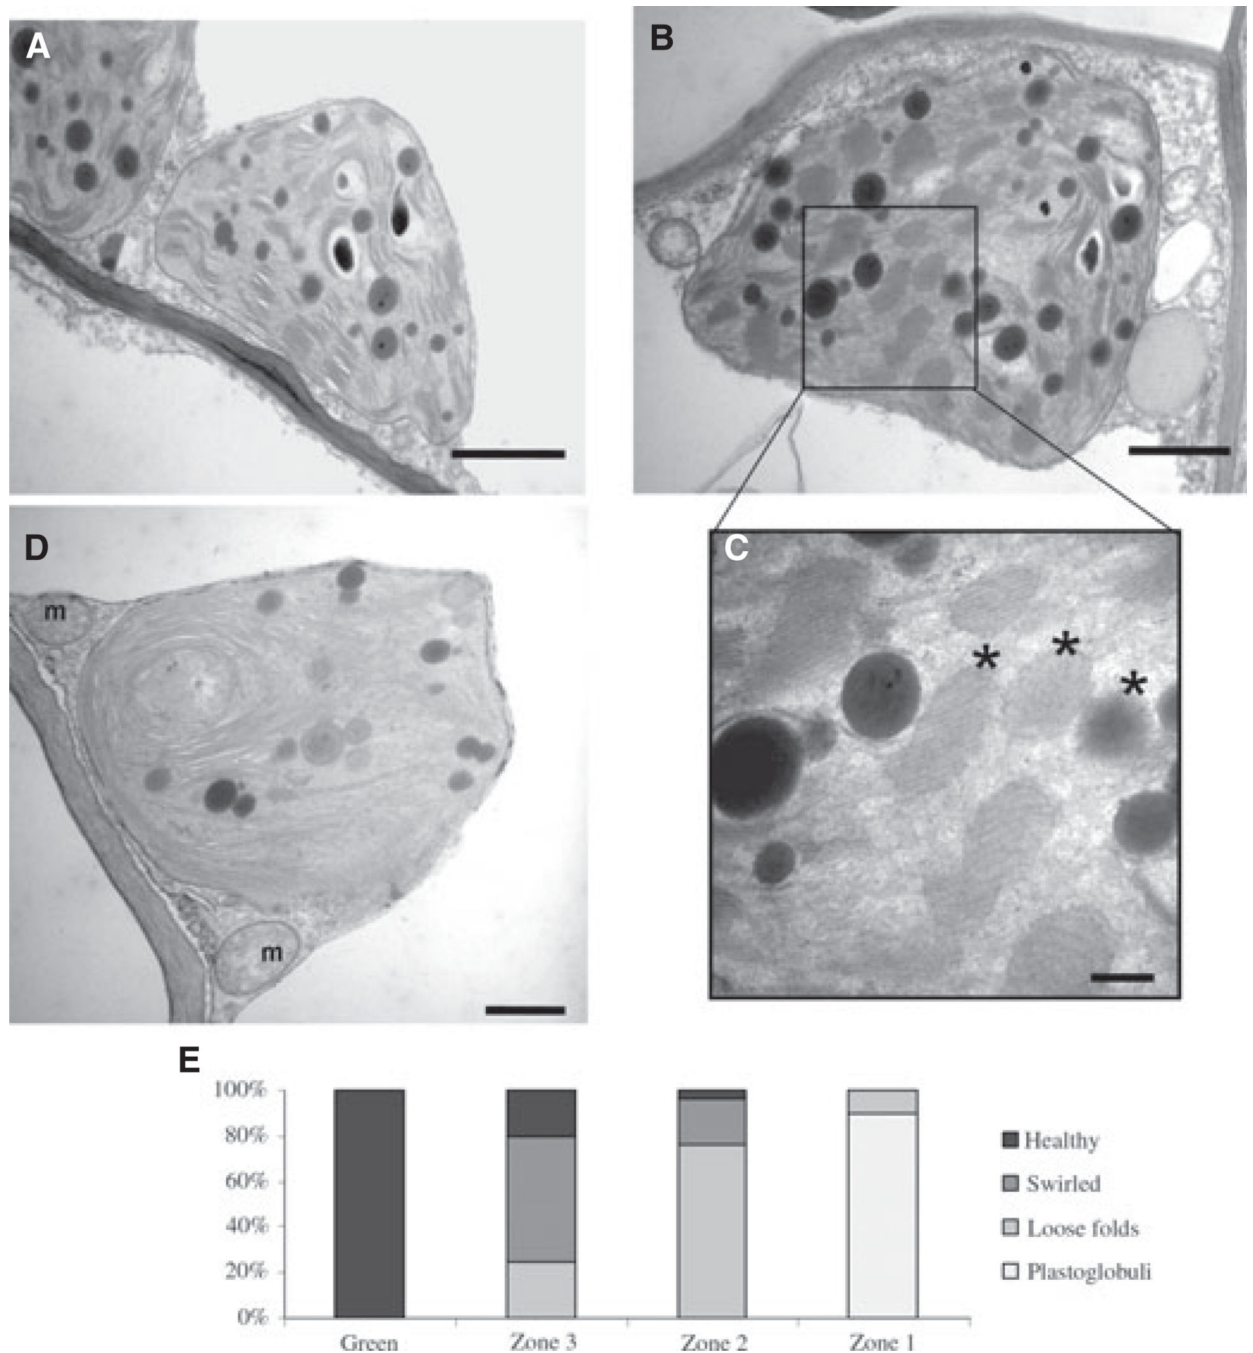 A
B
C
*
*
*
D
m
m
E
100%
80%
60%
40%
20%
0%
Green
Zone 3
Zone 2
Zone 1
Healthy
Swirled
Loose folds
Plastoglobuli